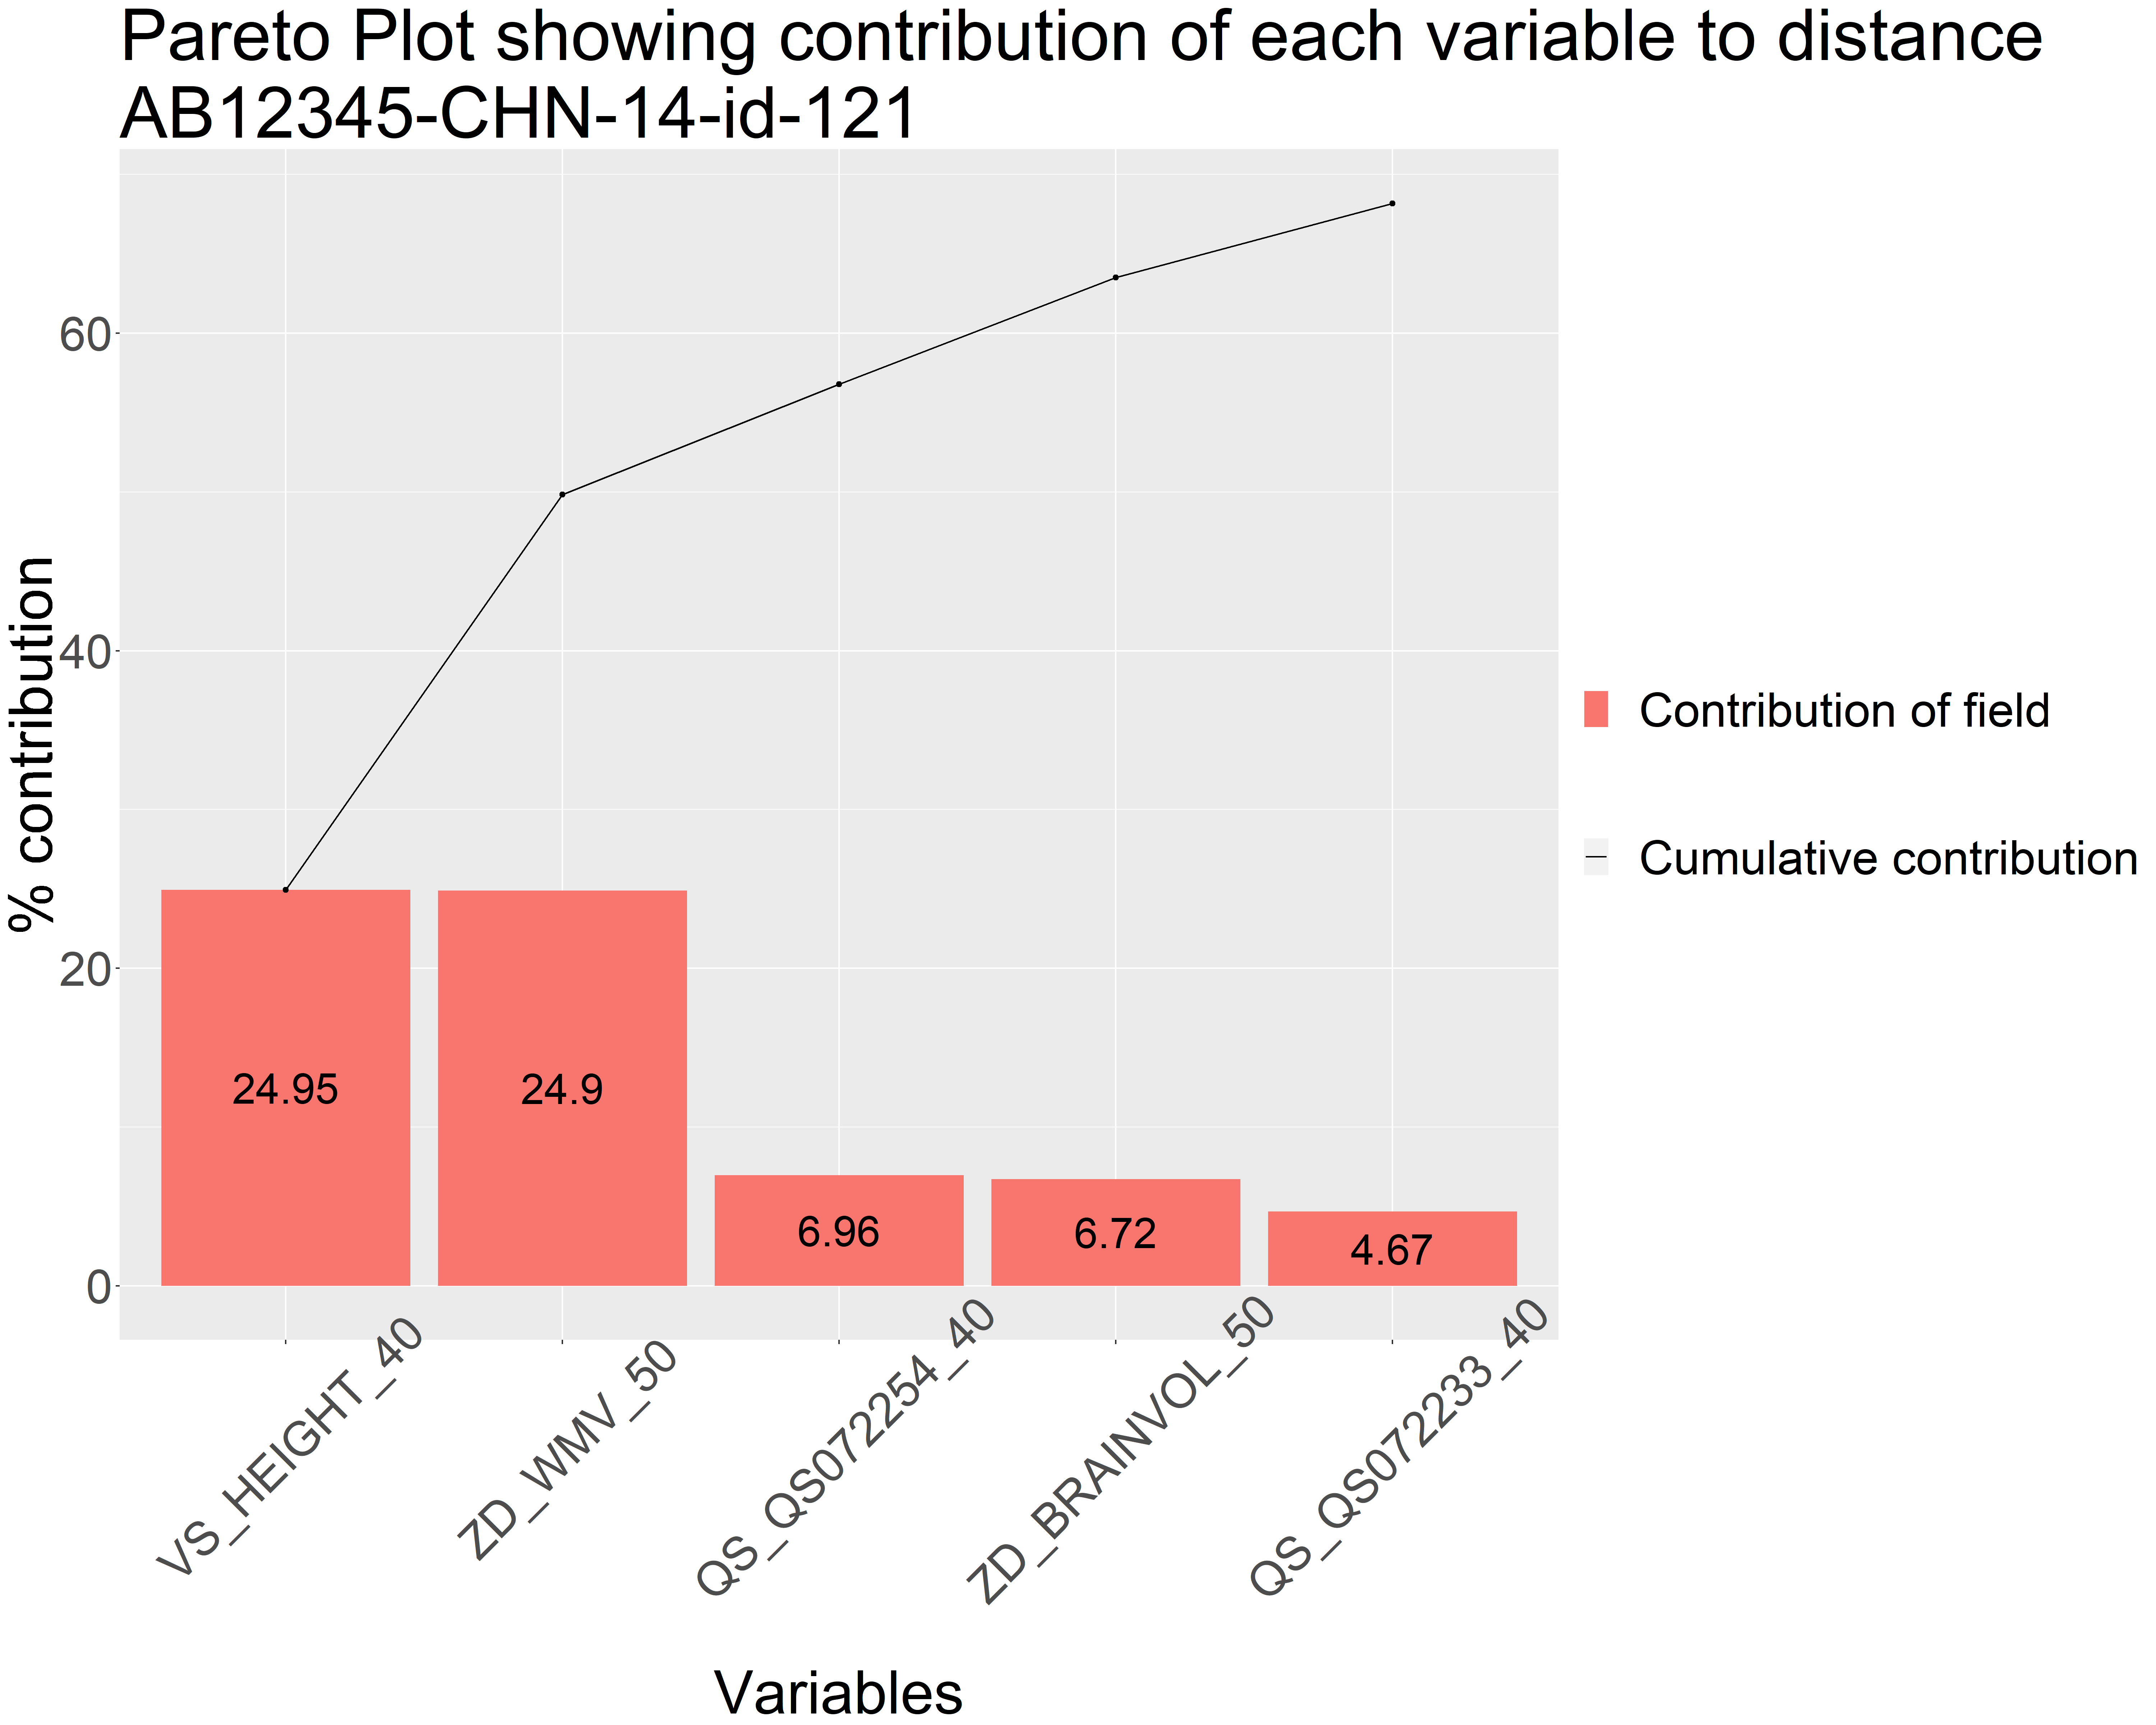 Pareto Plot showing contribution of each variable to distance
AB12345-CHN-14-id-121
% contribution
60
40
20
0
24.95
24.9
6.96
6.72
4.67
VS_HEIGHT_40
ZD_WMV_50
QS_QS072254_40
ZD_BRAINVOL_50
QS_QS072233_40
Variables
Contribution of field
Cumulative contribution